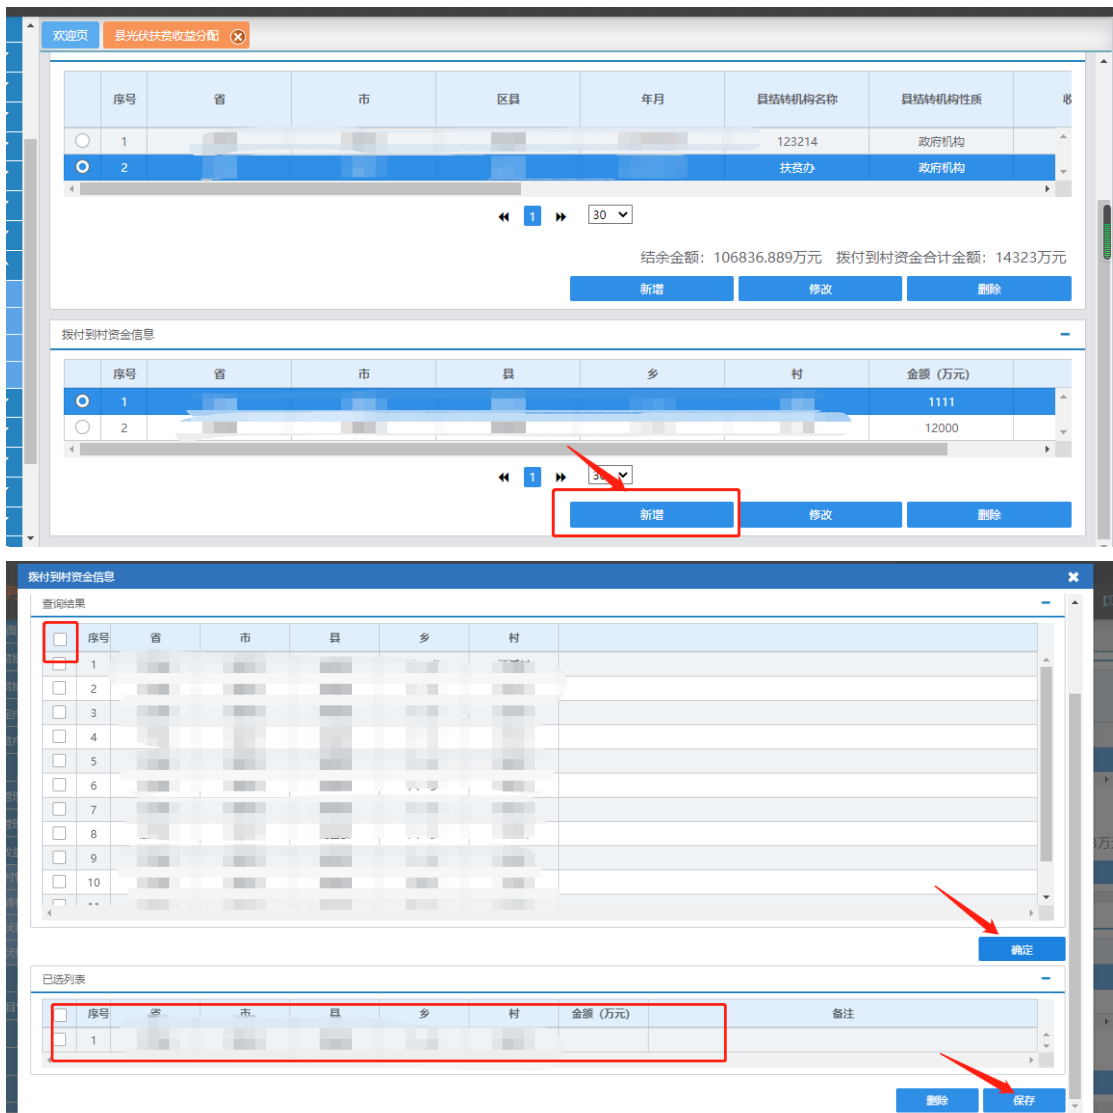 欢迎页 县光伏扶贫收益分配
序号 省 市 区县 年月 县结转机构名称 县结转机构性质
1 123214 政府机构
2 扶贫办 政府机构
1 30
结余金额：106836.889万元 拨付到村资金合计金额：14323万元
新增 修改 删除
拨付到村资金信息
序号 省 市 县 乡 村 金额（万元）
1 1111
2 12000
1
新增 修改 删除
拨付到村资金信息
查询结果
序号 省 市 县 乡 村
1
2
3
4
5
6
7
8
9
10
确定
已选列表
序号 省 市 县 乡 村 金额（万元） 备注
1
删除 保存